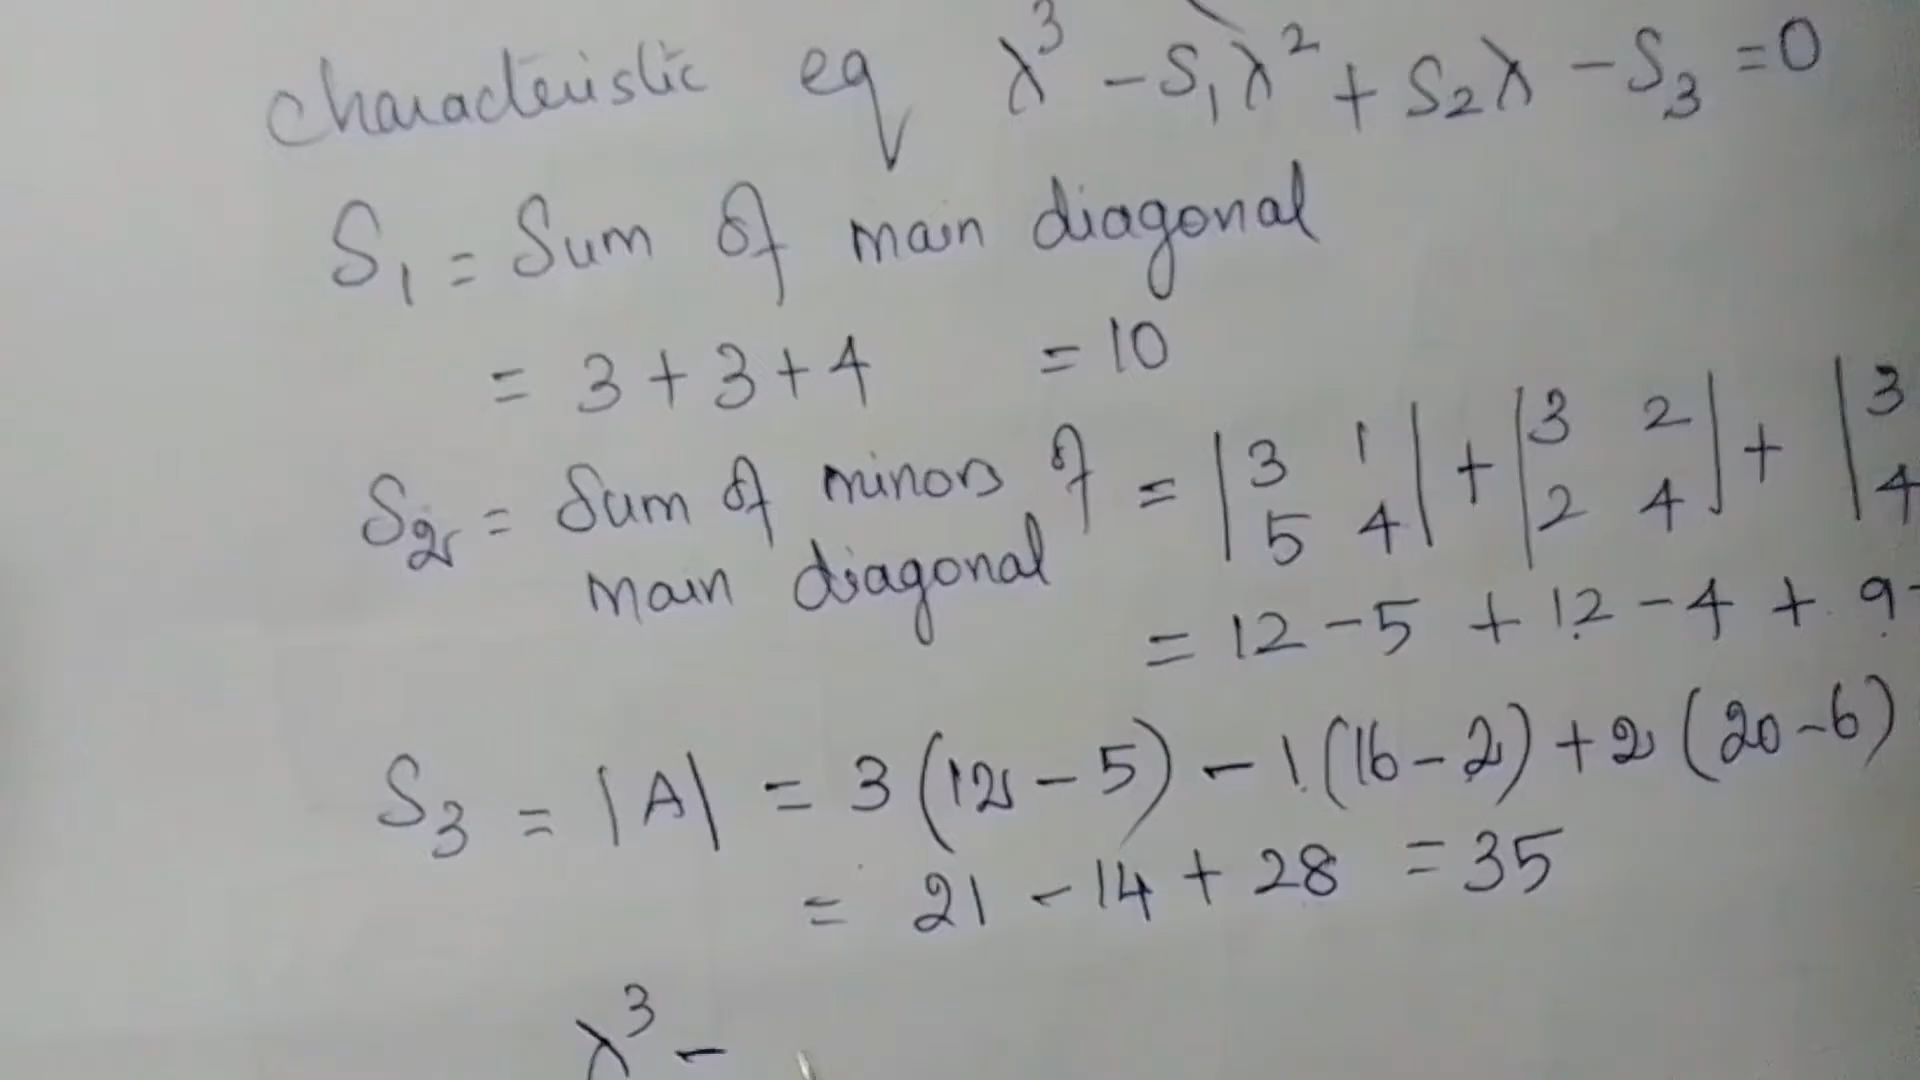 characteristic eq λ³ - S₁λ² + S₂λ - S₃ = 0
S₁ = Sum of main diagonal
= 3 + 3 + 4 = 10
S₂ = Sum of minors of main diagonal = |3 1; 5 4| + |3 2; 2 4| + |3 4
= 12 - 5 + 12 - 4 + 9 -
S₃ = |A| = 3 (12 - 5) - 1 (16 - 2) + 2 (20 - 6)
= 21 - 14 + 28 = 35
λ³ -